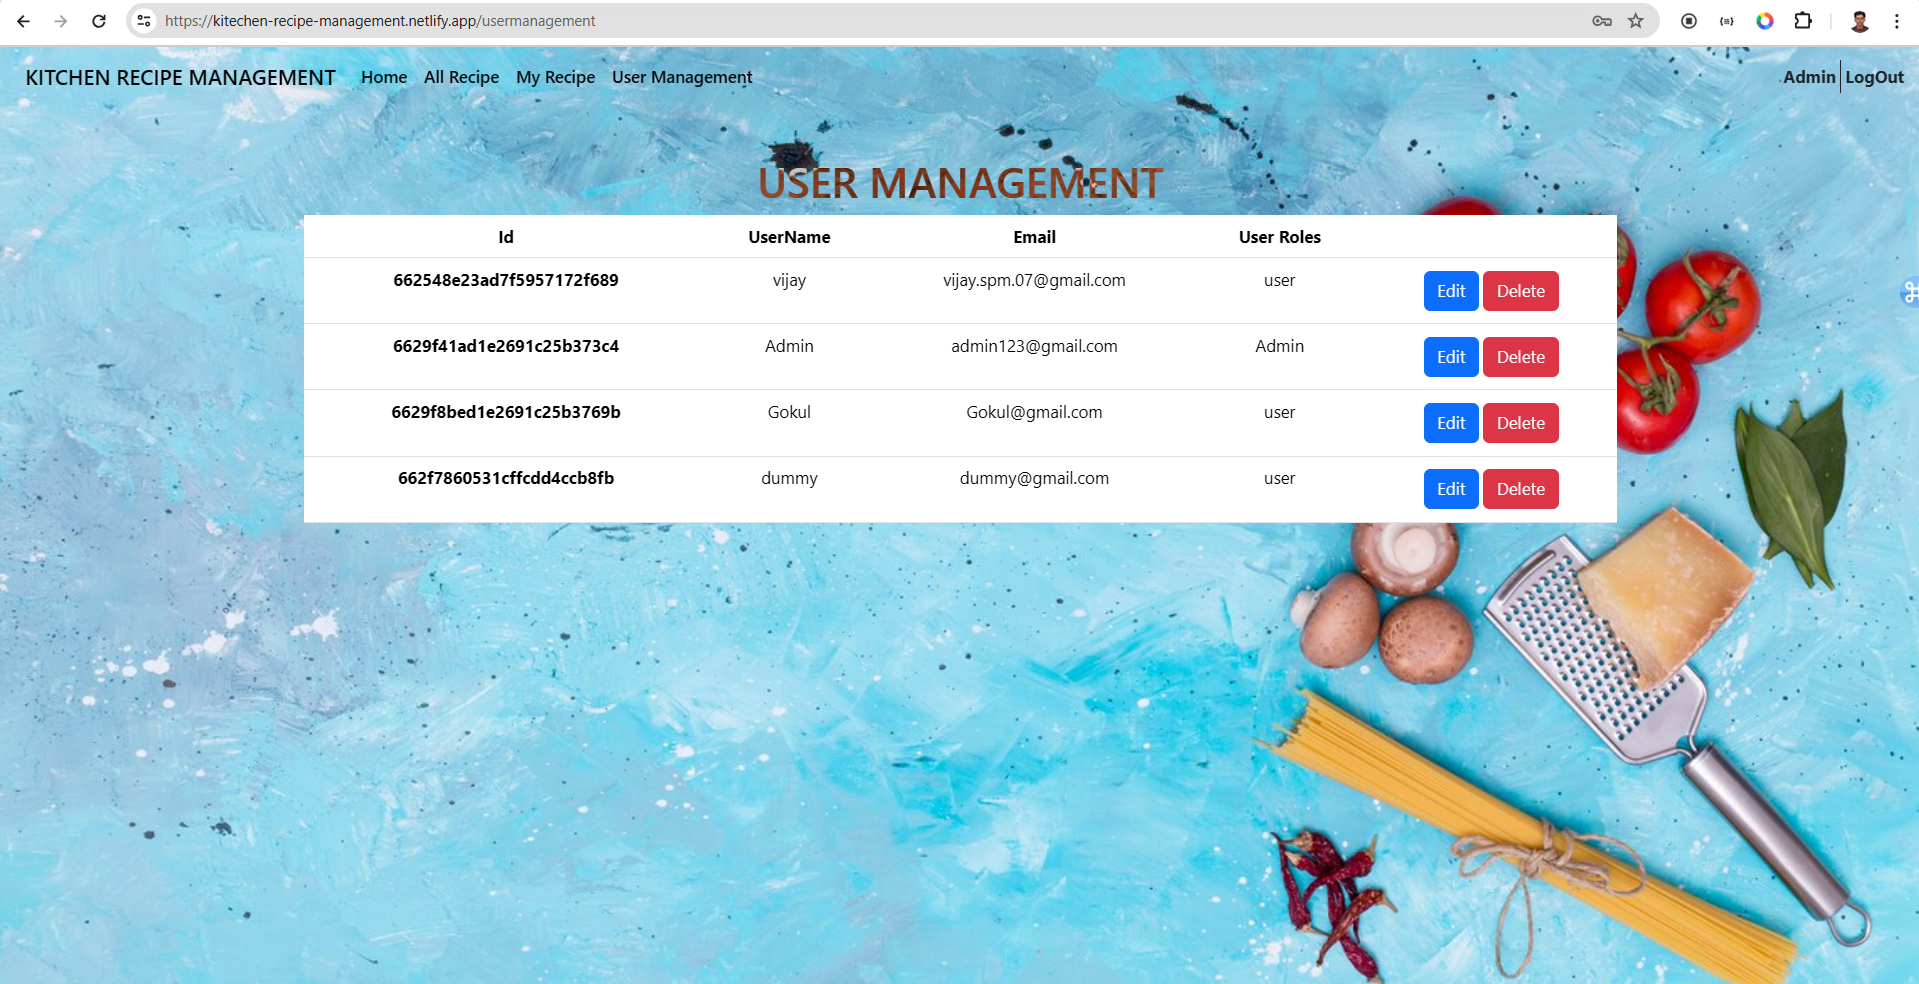 https://kitechen-recipe-management.netlify.app/usermanagement
KITCHEN RECIPE MANAGEMENT Home All Recipe My Recipe User Management Admin LogOut
USER MANAGEMENT
Id UserName Email User Roles
662548e23ad7f5957172f689 vijay vijay.spm.07@gmail.com user Edit Delete
6629f41ad1e2691c25b373c4 Admin admin123@gmail.com Admin Edit Delete
6629f8bed1e2691c25b3769b Gokul Gokul@gmail.com user Edit Delete
662f7860531cffcdd4ccb8fb dummy dummy@gmail.com user Edit Delete